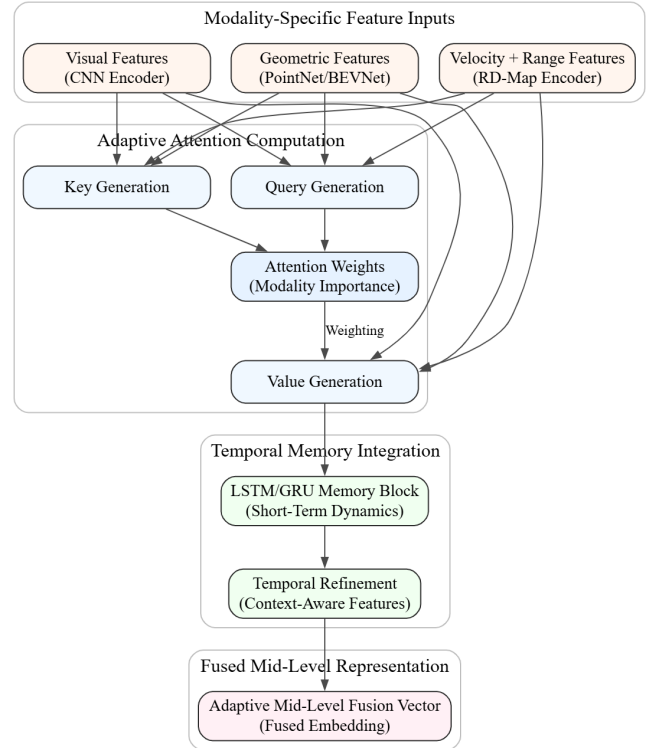 Modality-Specific Feature Inputs
Visual Features
(CNN Encoder)
Geometric Features
(PointNet/BEVNet)
Velocity + Range Features
(RD-Map Encoder)
Adaptive Attention Computation
Key Generation
Query Generation
Attention Weights
(Modality Importance)
Weighting
Value Generation
Temporal Memory Integration
LSTM/GRU Memory Block
(Short-Term Dynamics)
Temporal Refinement
(Context-Aware Features)
Fused Mid-Level Representation
Adaptive Mid-Level Fusion Vector
(Fused Embedding)